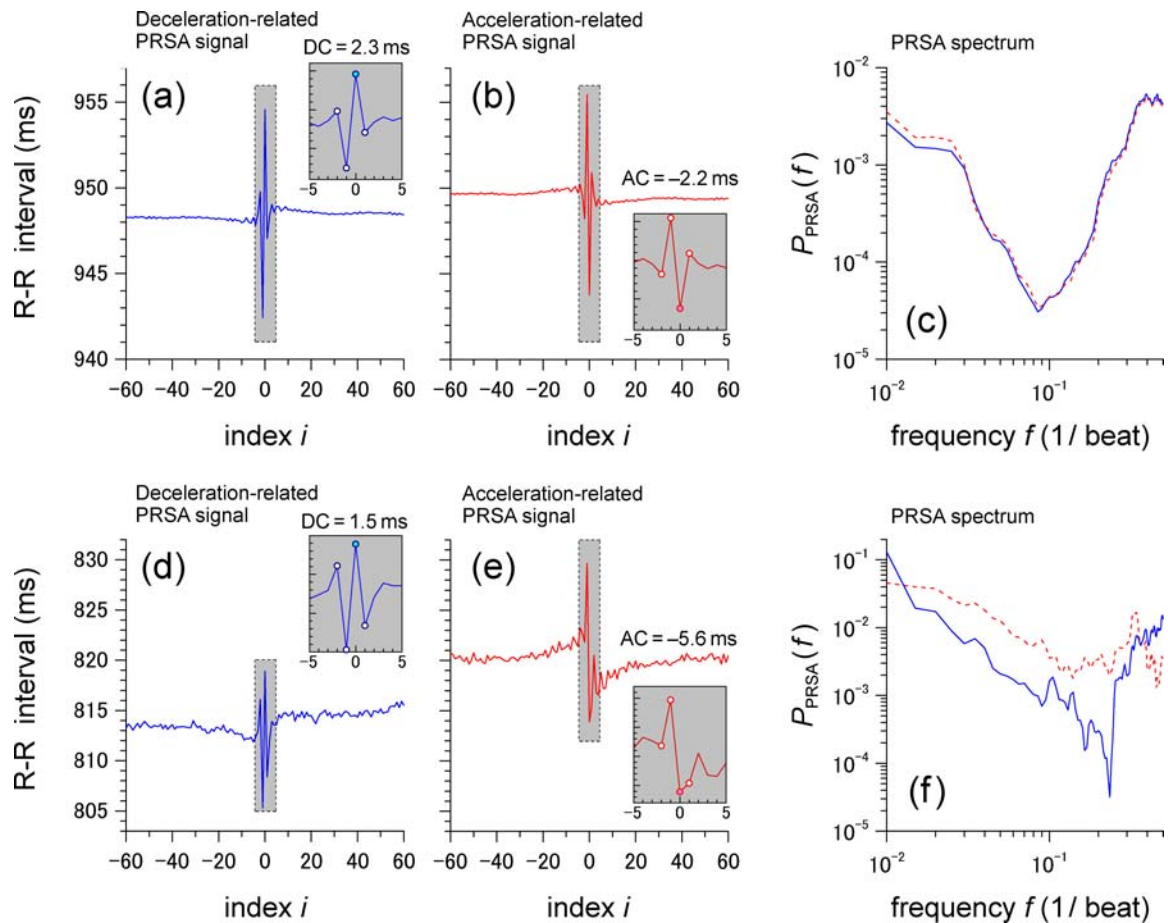 Deceleration-related
PRSA signal
DC = 2.3 ms
(a)
R-R interval (ms)
955
950
945
940
−60 −40 −20 0 20 40 60
index i
−5 0 5
Acceleration-related
PRSA signal
(b)
AC = −2.2 ms
−5 0 5
−60 −40 −20 0 20 40 60
index i
PRSA spectrum
10⁻²
10⁻³
10⁻⁴
10⁻⁵
P_PRSA(f)
(c)
10⁻² 10⁻¹
frequency f (1 / beat)
Deceleration-related
PRSA signal
DC = 1.5 ms
(d)
R-R interval (ms)
830
825
820
815
810
805
−5 0 5
−60 −40 −20 0 20 40 60
index i
Acceleration-related
PRSA signal
(e)
AC = −5.6 ms
−5 0 5
−60 −40 −20 0 20 40 60
index i
PRSA spectrum
10⁻¹
10⁻²
10⁻³
10⁻⁴
10⁻⁵
P_PRSA(f)
(f)
10⁻² 10⁻¹
frequency f (1 / beat)